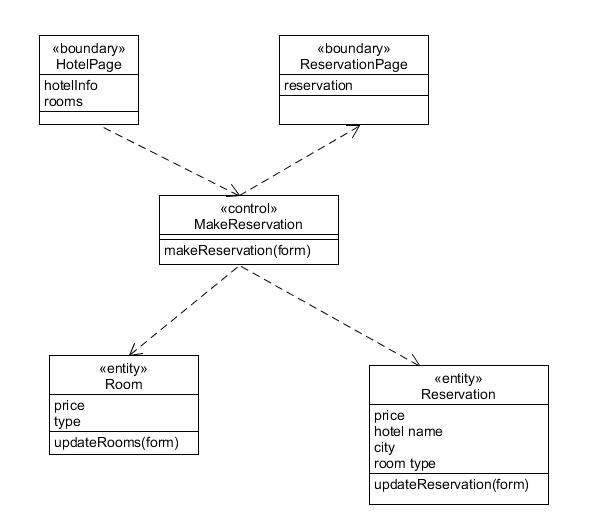 «boundary»
HotelPage
hotelInfo
rooms
«boundary»
ReservationPage
reservation
«control»
MakeReservation
makeReservation(form)
«entity»
Room
price
type
updateRooms(form)
«entity»
Reservation
price
hotel name
city
room type
updateReservation(form)